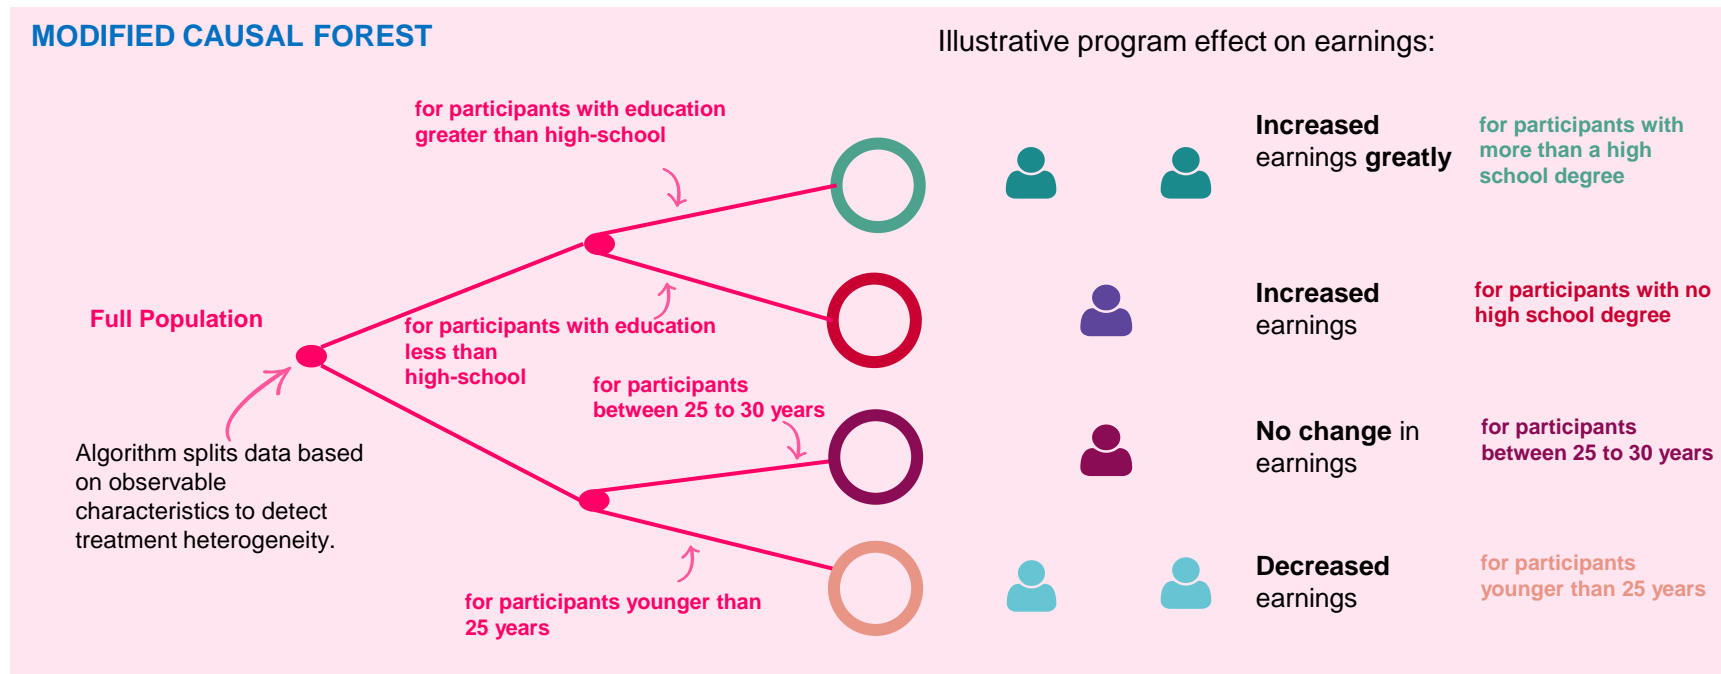 MODIFIED CAUSAL FOREST
Illustrative program effect on earnings:
for participants with education
greater than high-school
Increased
earnings greatly
for participants with
more than a high
school degree
Full Population
for participants with education
less than
high-school
Increased
earnings
for participants with no
high school degree
for participants
between 25 to 30 years
No change in
earnings
for participants
between 25 to 30 years
Algorithm splits data based
on observable
characteristics to detect
treatment heterogeneity.
for participants younger than
25 years
Decreased
earnings
for participants
younger than 25 years